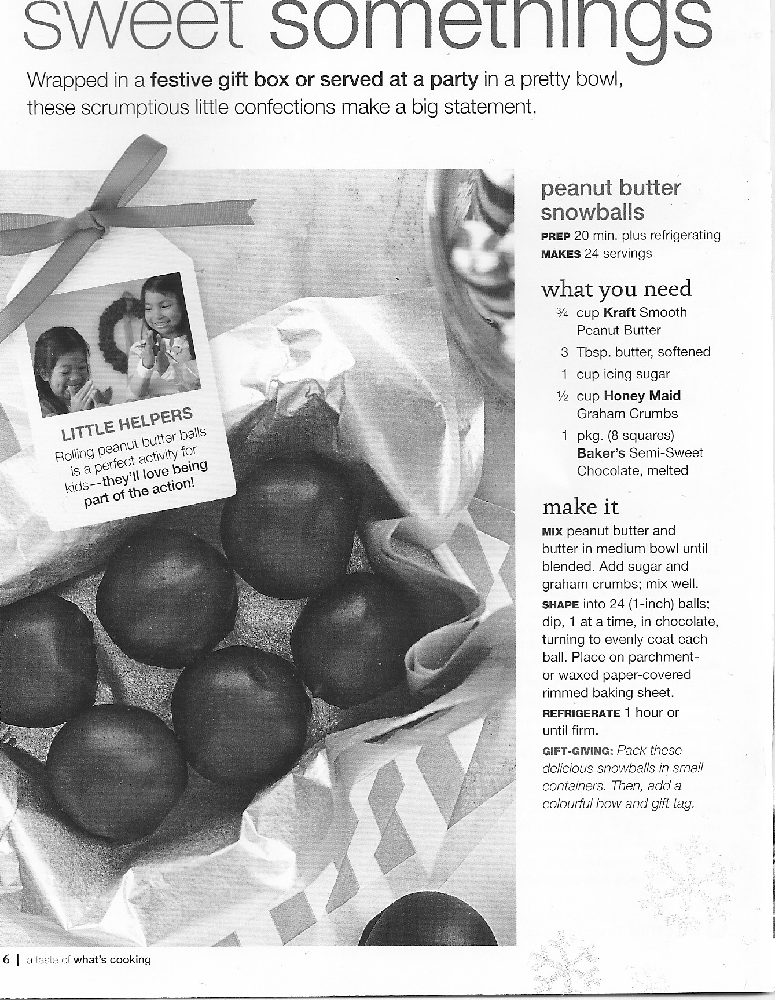 sweet somethings
Wrapped in a festive gift box or served at a party in a pretty bowl,
these scrumptious little confections make a big statement.
LITTLE HELPERS
Rolling peanut butter balls
is a perfect activity for
kids—they'll love being
part of the action!
peanut butter
snowballs
PREP 20 min. plus refrigerating
MAKES 24 servings
what you need
¾ cup Kraft Smooth
Peanut Butter
3 Tbsp. butter, softened
1 cup icing sugar
½ cup Honey Maid
Graham Crumbs
1 pkg. (8 squares)
Baker's Semi-Sweet
Chocolate, melted
make it
MIX peanut butter and
butter in medium bowl until
blended. Add sugar and
graham crumbs; mix well.
SHAPE into 24 (1-inch) balls;
dip, 1 at a time, in chocolate,
turning to evenly coat each
ball. Place on parchment-
or waxed paper-covered
rimmed baking sheet.
REFRIGERATE 1 hour or
until firm.
GIFT-GIVING: Pack these
delicious snowballs in small
containers. Then, add a
colourful bow and gift tag.
6 | a taste of what's cooking